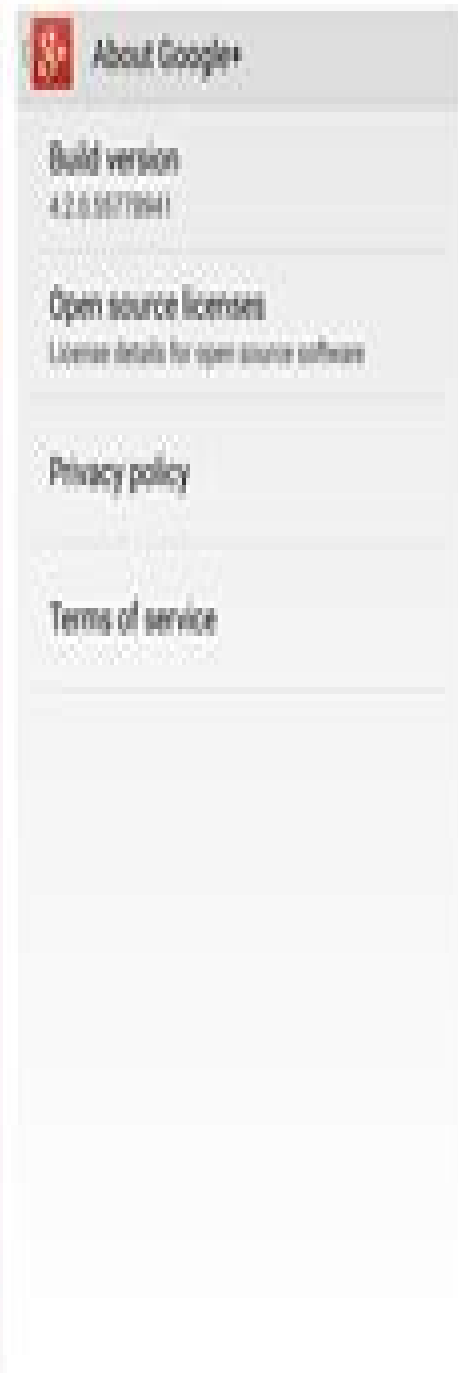 About Google+
Build version
Open source licenses
License details for open source software
Privacy policy
Terms of service